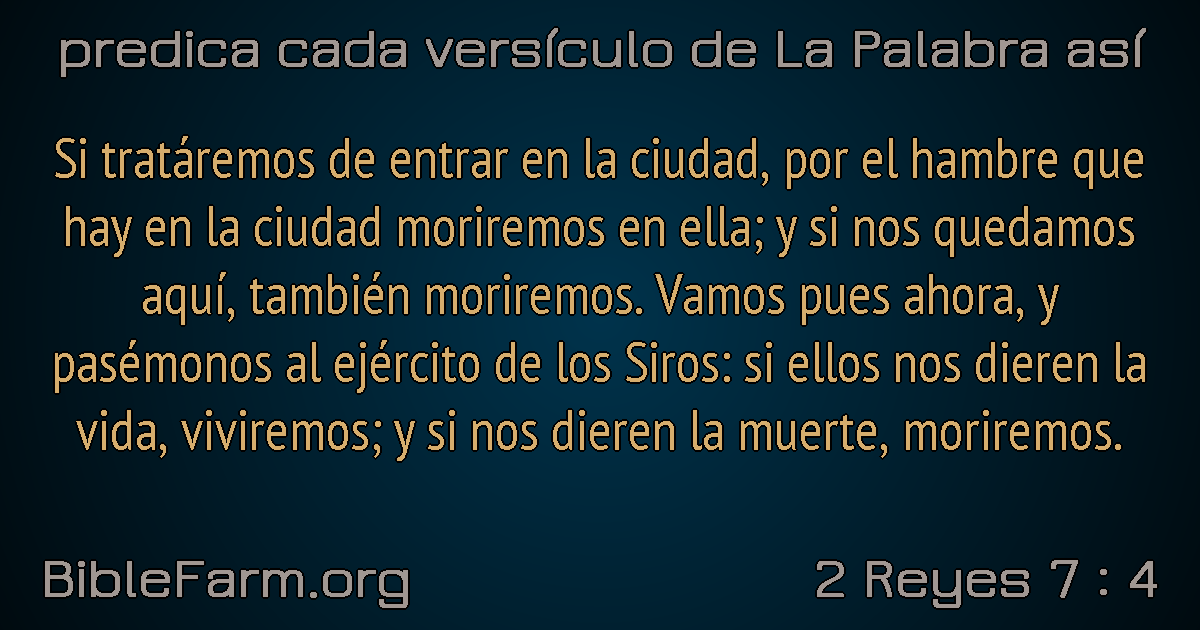 predica cada versículo de La Palabra así
Si tratáremos de entrar en la ciudad, por el hambre que
hay en la ciudad moriremos en ella; y si nos quedamos
aquí, también moriremos. Vamos pues ahora, y
pasémonos al ejército de los Siros: si ellos nos dieren la
vida, viviremos; y si nos dieren la muerte, moriremos.
BibleFarm.org
2 Reyes 7 : 4